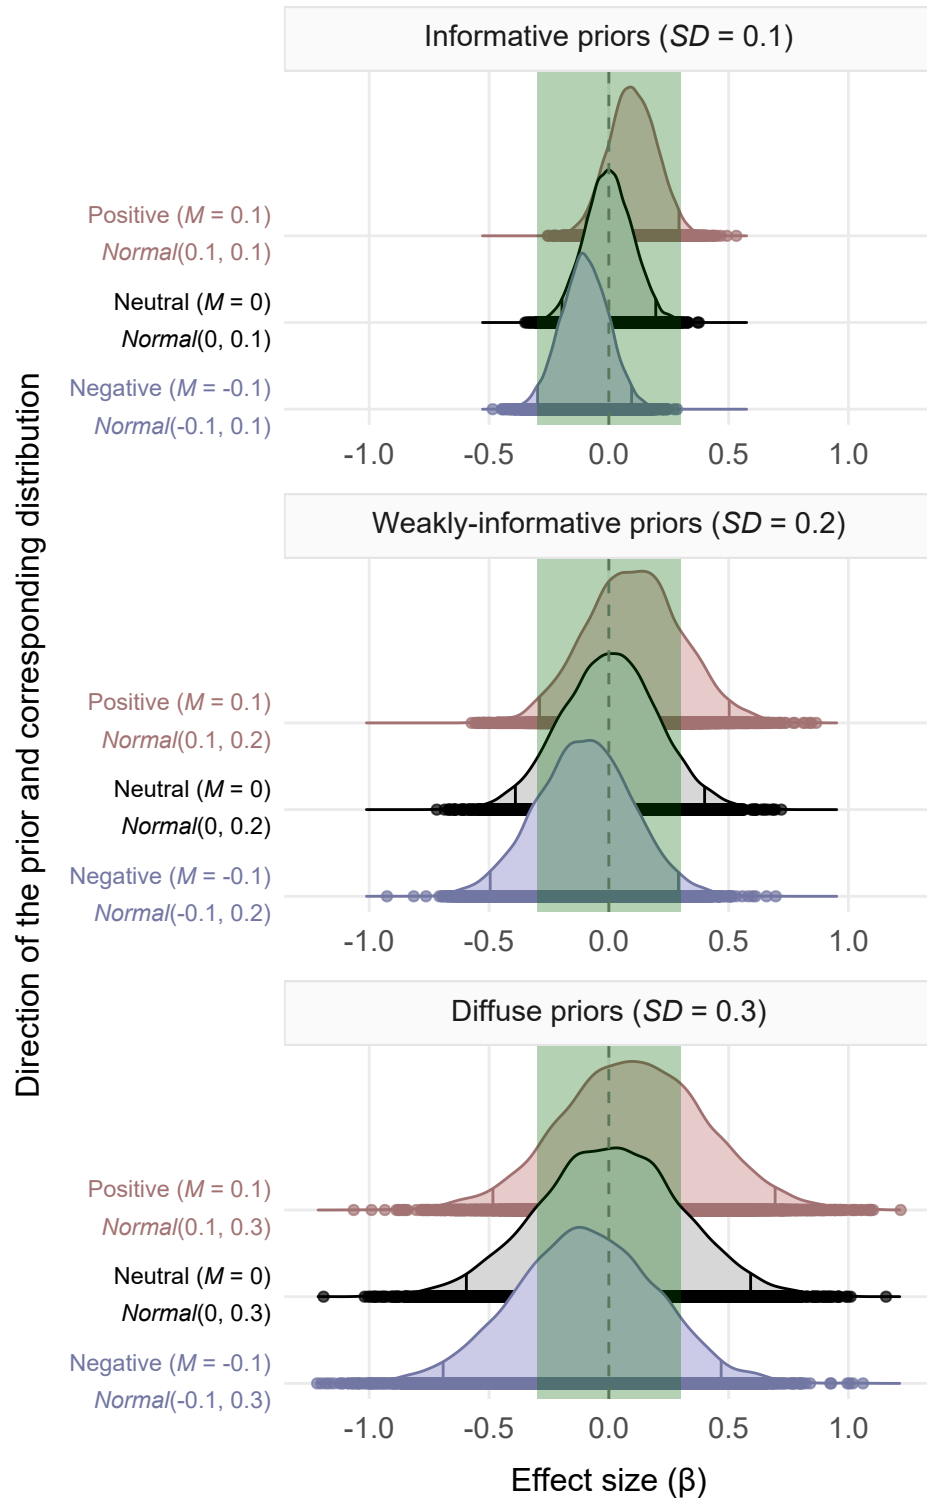 Direction of the prior and corresponding distribution
Informative priors (SD = 0.1)
Positive (M = 0.1)
Normal(0.1, 0.1)
Neutral (M = 0)
Normal(0, 0.1)
Negative (M = -0.1)
Normal(-0.1, 0.1)
-1.0 -0.5 0.0 0.5 1.0
Weakly-informative priors (SD = 0.2)
Positive (M = 0.1)
Normal(0.1, 0.2)
Neutral (M = 0)
Normal(0, 0.2)
Negative (M = -0.1)
Normal(-0.1, 0.2)
-1.0 -0.5 0.0 0.5 1.0
Diffuse priors (SD = 0.3)
Positive (M = 0.1)
Normal(0.1, 0.3)
Neutral (M = 0)
Normal(0, 0.3)
Negative (M = -0.1)
Normal(-0.1, 0.3)
-1.0 -0.5 0.0 0.5 1.0
Effect size (β)